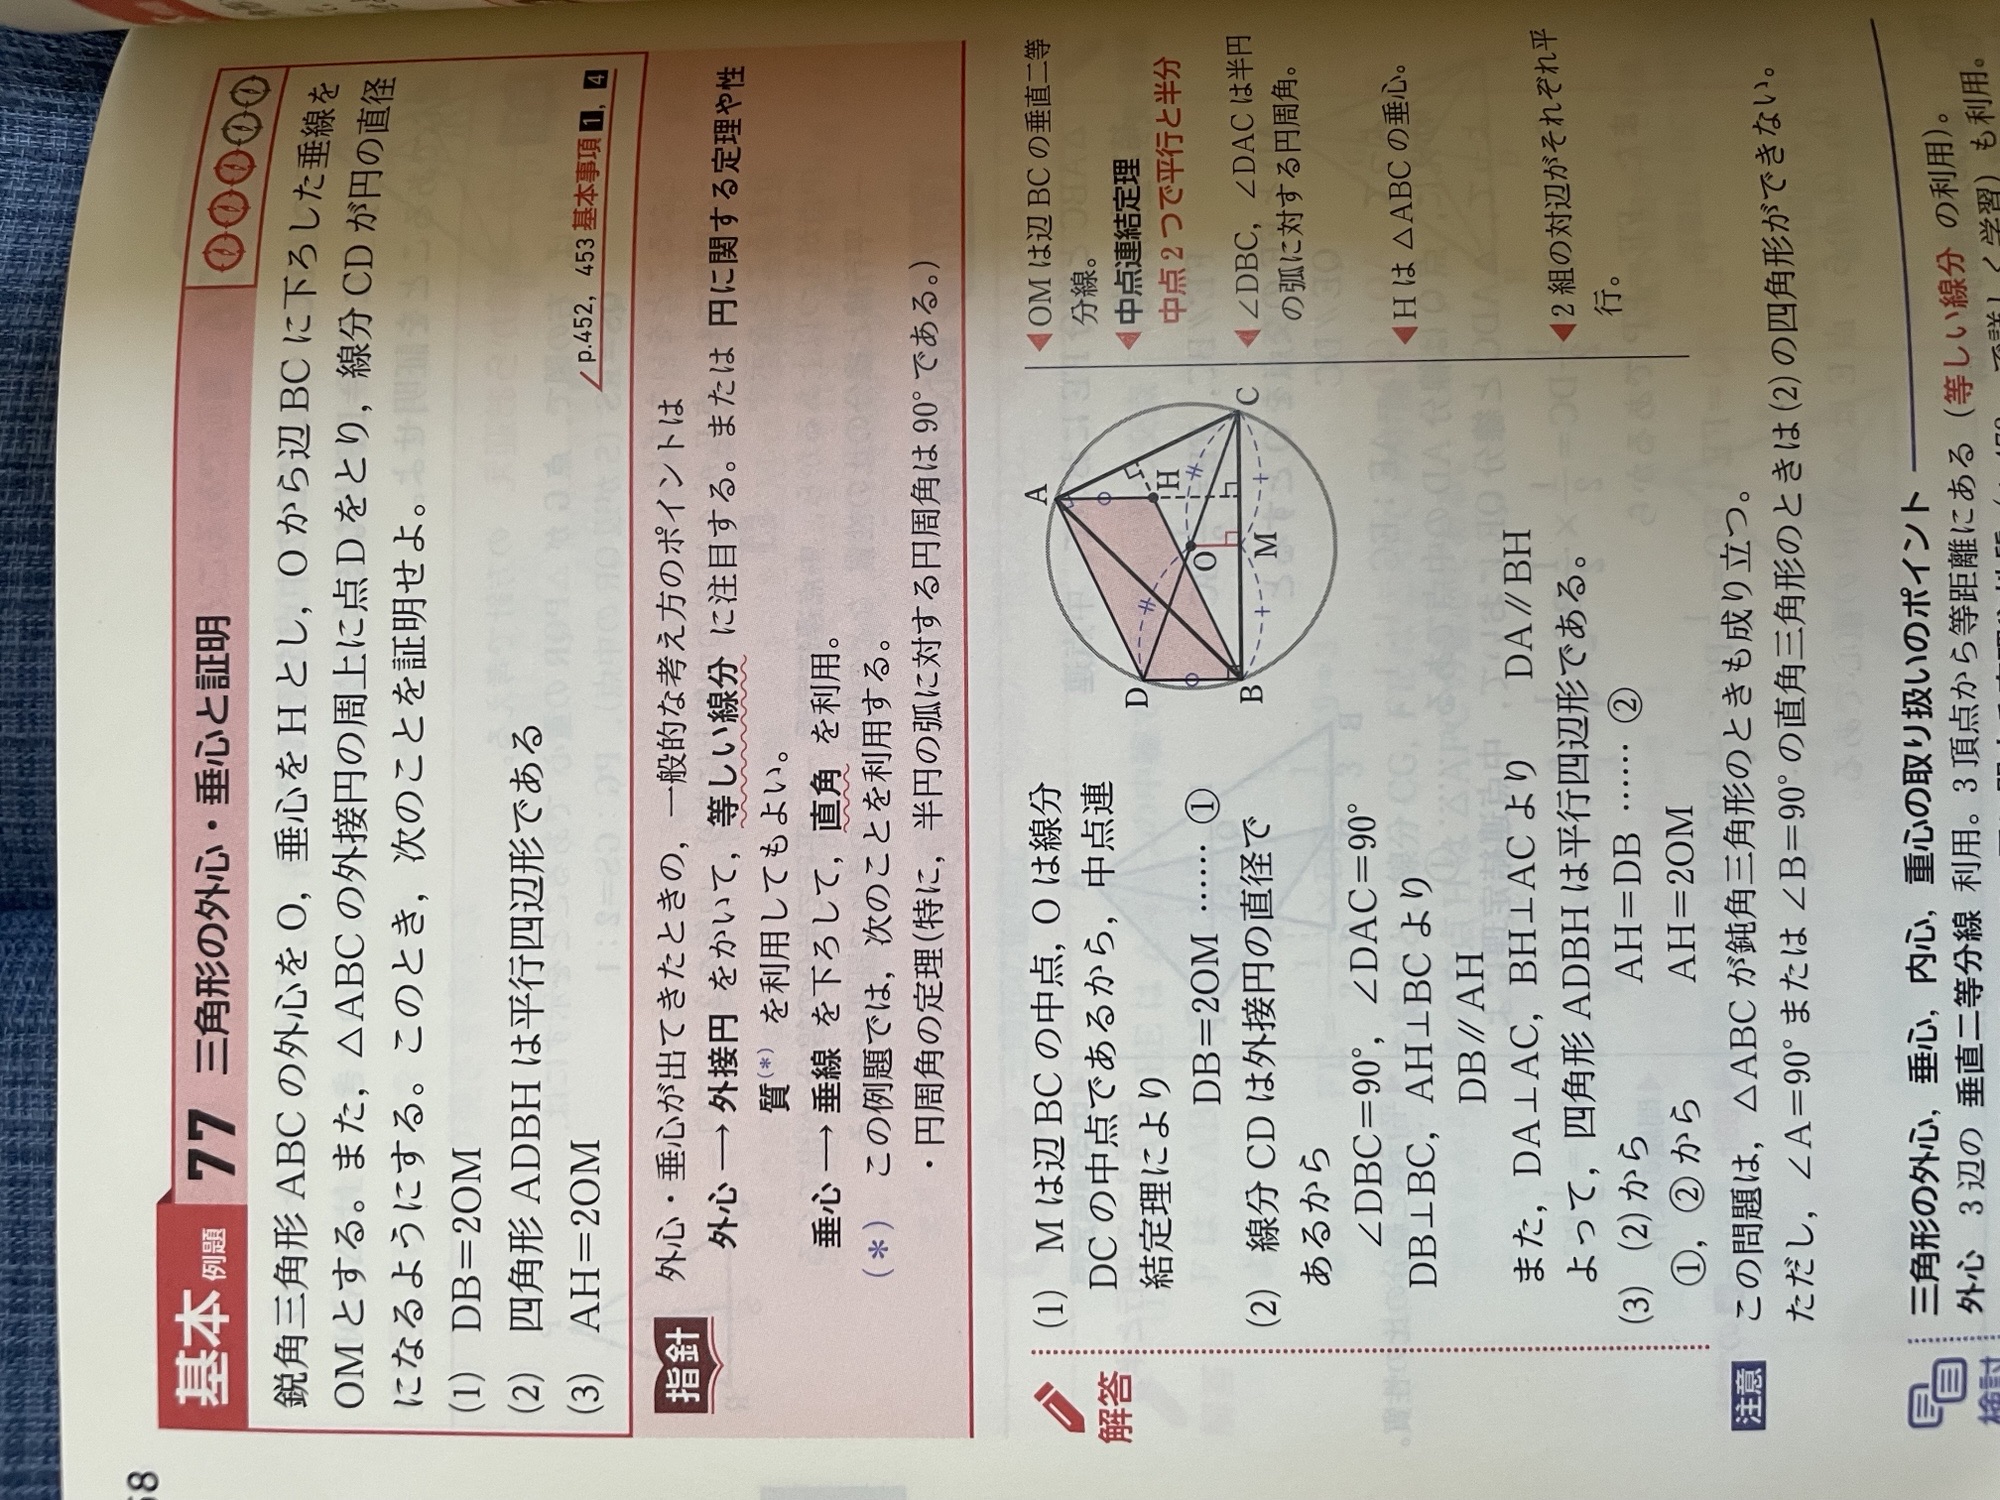 58
基本 例題 77 三角形の外心・垂心と証明
鋭角三角形 ABC の外心を O，垂心を H とし，O から辺 BC に下ろした垂線を
OM とする。また，△ABC の外接円の周上に点 D をとり，線分 CD が円の直径
になるようにする。このとき，次のことを証明せよ。
(1) DB＝2OM
(2) 四角形 ADBH は平行四辺形である
(3) AH＝2OM
p.452，453 基本事項 1，4
指針 外心・垂心が出てきたときの，一般的な考え方のポイントは
外心 ⟶ 外接円 をかいて，等しい線分 に注目する。または 円に関する定理や性
質(*) を利用してもよい。
垂心 ⟶ 垂線 を下ろして，直角 を利用。
(＊) この例題では，次のことを利用する。
・円周角の定理(特に，半円の弧に対する円周角は 90° である。)
解答
(1) M は辺 BC の中点，O は線分
DC の中点であるから，中点連
結定理により
DB＝2OM …… ①
(2) 線分 CD は外接円の直径で
あるから
∠DBC＝90°，∠DAC＝90°
DB⊥BC，AH⊥BC より
DB∥AH
また，DA⊥AC，BH⊥AC より DA∥BH
よって，四角形 ADBH は平行四辺形である。
(3) (2)から AH＝DB …… ②
①，② から AH＝2OM
A
D
H
O
B
M
C
◀OM は辺 BC の垂直二等
分線。
◀中点連結定理
中点2つで平行と半分
◀∠DBC，∠DAC は半円
の弧に対する円周角。
◀H は △ABC の垂心。
◀2 組の対辺がそれぞれ平
行。
注意 この問題は，△ABC が鈍角三角形のときも成り立つ。
ただし，∠A＝90° または ∠B＝90° の直角三角形のときは(2)の四角形ができない。
検討
三角形の外心，垂心，内心，重心の取り扱いのポイント
外心 3辺の 垂直二等分線 利用。3頂点から等距離にある (等しい線分 の利用)。
で詳しく学習) も利用。